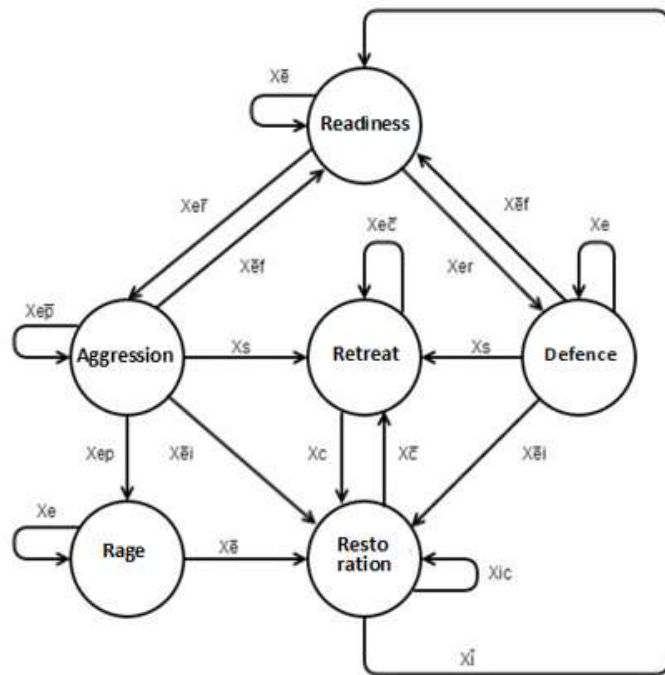 Xē
Readiness
Xer̄
Xēf
Xēf
Xer
Xec̄
Xe
Xep̄
Aggression
Xs
Retreat
Xs
Defence
Xep
Xēi
Xc
Xc̄
Xēi
Xe
Rage
Xē
Resto
ration
Xic
Xī